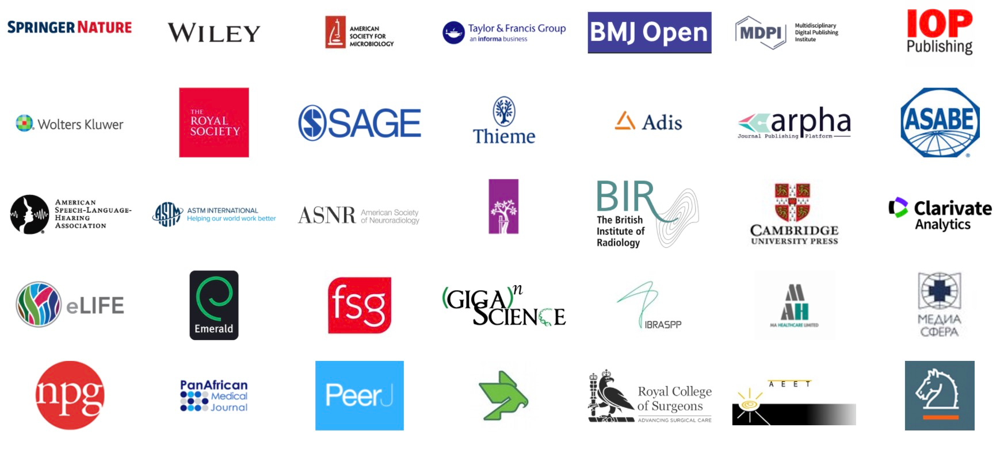 SPRINGER NATURE
WILEY
AMERICAN
SOCIETY FOR
MICROBIOLOGY
Taylor & Francis Group
an informa business
BMJ Open
MDPI
Multidisciplinary
Digital Publishing
Institute
IOP
Publishing
Wolters Kluwer
THE
ROYAL
SOCIETY
SAGE
Thieme
Adis
arpha
Journal Publishing Platform
ASABE
AMERICAN
SPEECH-LANGUAGE-
HEARING
ASSOCIATION
ASTM
ASTM INTERNATIONAL
Helping our world work better
ASNR
American Society
of Neuroradiology
BIR
The British
Institute of
Radiology
CAMBRIDGE
UNIVERSITY PRESS
Clarivate
Analytics
eLIFE
Emerald
fsg
(GIGA)n
SCIENCE
IBRASPP
MAH
MA HEALTHCARE LIMITED
МЕДИА
СФЕРА
npg
PanAfrican
Medical
Journal
PeerJ
Royal College
of Surgeons
ADVANCING SURGICAL CARE
A E E T